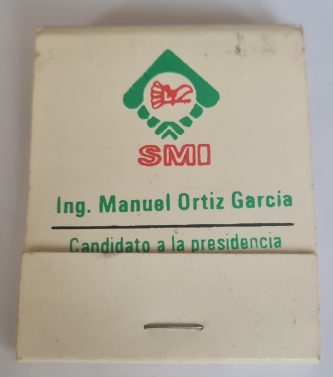 SMI
Ing. Manuel Ortiz Garcia
Candidato a la presidencia